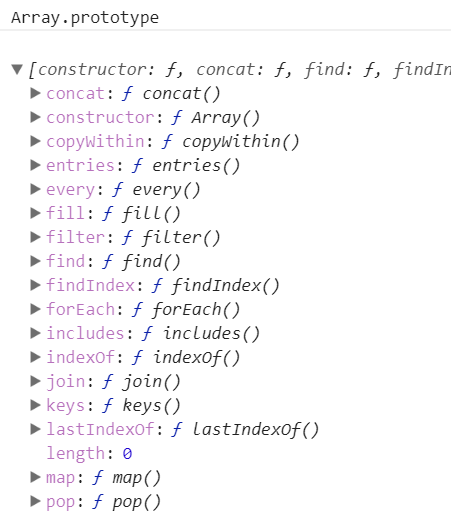 Array.prototype
▼[constructor: ƒ, concat: ƒ, find: ƒ, findIn
▶concat: ƒ concat()
▶constructor: ƒ Array()
▶copyWithin: ƒ copyWithin()
▶entries: ƒ entries()
▶every: ƒ every()
▶fill: ƒ fill()
▶filter: ƒ filter()
▶find: ƒ find()
▶findIndex: ƒ findIndex()
▶forEach: ƒ forEach()
▶includes: ƒ includes()
▶indexOf: ƒ indexOf()
▶join: ƒ join()
▶keys: ƒ keys()
▶lastIndexOf: ƒ lastIndexOf()
length: 0
▶map: ƒ map()
▶pop: ƒ pop()